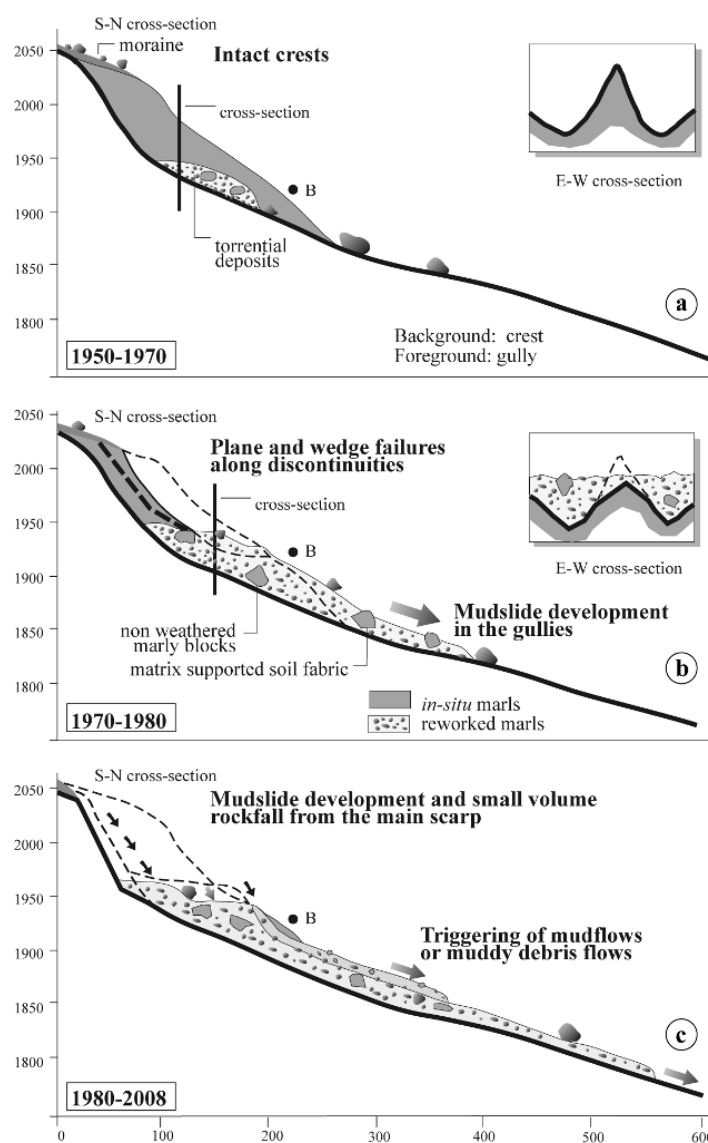 S-N cross-section
moraine
Intact crests
2050
2000
1950
1900
1850
1800
cross-section
B
E-W cross-section
torrential
deposits
a
Background: crest
Foreground: gully
1950-1970
S-N cross-section
Plane and wedge failures
along discontinuities
2050
2000
1950
1900
1850
1800
cross-section
B
E-W cross-section
Mudslide development
in the gullies
non weathered
marly blocks
matrix supported soil fabric
b
in-situ marls
reworked marls
1970-1980
S-N cross-section
Mudslide development and small volume
rockfall from the main scarp
2050
2000
1950
1900
1850
1800
B
Triggering of mudflows
or muddy debris flows
c
1980-2008
0 100 200 300 400 500 600